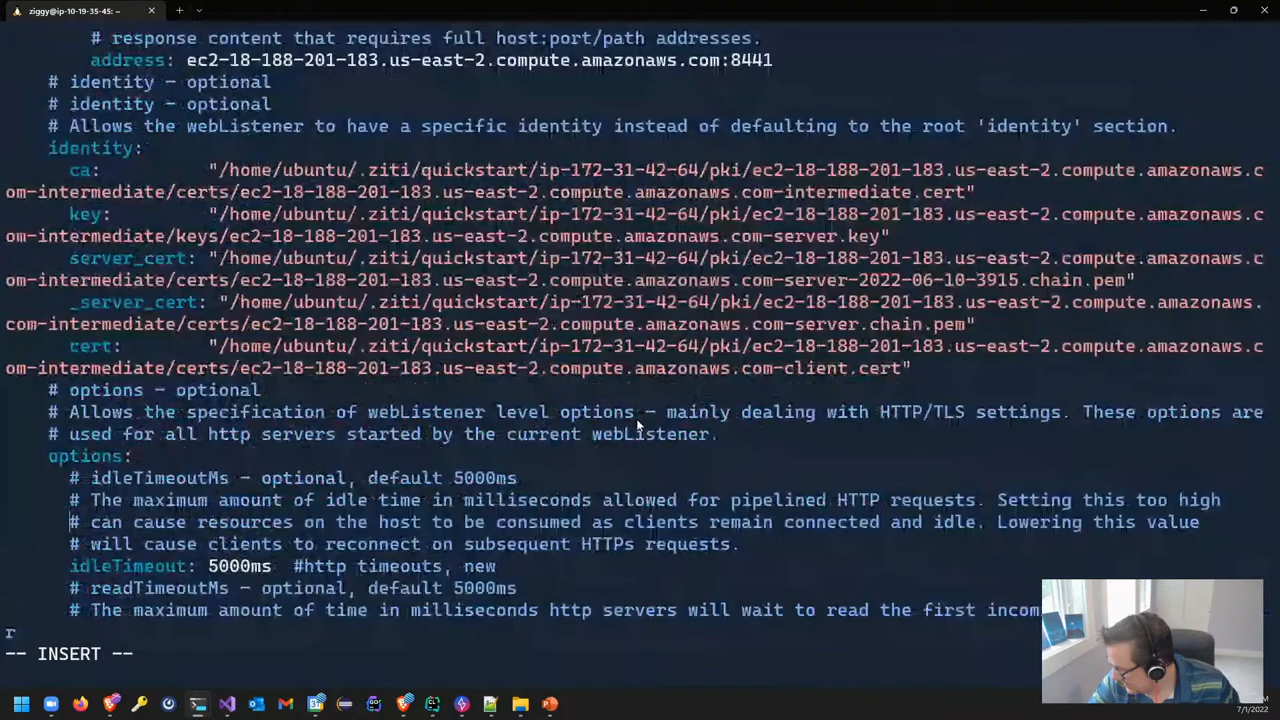 ziggy@ip-10-19-35-45: ~
# response content that requires full host:port/path addresses.
address: ec2-18-188-201-183.us-east-2.compute.amazonaws.com:8441
# identity - optional
# identity - optional
# Allows the webListener to have a specific identity instead of defaulting to the root 'identity' section.
identity:
ca: "/home/ubuntu/.ziti/quickstart/ip-172-31-42-64/pki/ec2-18-188-201-183.us-east-2.compute.amazonaws.c
om-intermediate/certs/ec2-18-188-201-183.us-east-2.compute.amazonaws.com-intermediate.cert"
key: "/home/ubuntu/.ziti/quickstart/ip-172-31-42-64/pki/ec2-18-188-201-183.us-east-2.compute.amazonaws.c
om-intermediate/keys/ec2-18-188-201-183.us-east-2.compute.amazonaws.com-server.key"
server_cert: "/home/ubuntu/.ziti/quickstart/ip-172-31-42-64/pki/ec2-18-188-201-183.us-east-2.compute.amazonaws.c
om-intermediate/certs/ec2-18-188-201-183.us-east-2.compute.amazonaws.com-server-2022-06-10-3915.chain.pem"
_server_cert: "/home/ubuntu/.ziti/quickstart/ip-172-31-42-64/pki/ec2-18-188-201-183.us-east-2.compute.amazonaws.
com-intermediate/certs/ec2-18-188-201-183.us-east-2.compute.amazonaws.com-server.chain.pem"
cert: "/home/ubuntu/.ziti/quickstart/ip-172-31-42-64/pki/ec2-18-188-201-183.us-east-2.compute.amazonaws.c
om-intermediate/certs/ec2-18-188-201-183.us-east-2.compute.amazonaws.com-client.cert"
# options - optional
# Allows the specification of webListener level options - mainly dealing with HTTP/TLS settings. These options are
# used for all http servers started by the current webListener.
options:
# idleTimeoutMs - optional, default 5000ms
# The maximum amount of idle time in milliseconds allowed for pipelined HTTP requests. Setting this too high
# can cause resources on the host to be consumed as clients remain connected and idle. Lowering this value
# will cause clients to reconnect on subsequent HTTPs requests.
idleTimeout: 5000ms #http timeouts, new
# readTimeoutMs - optional, default 5000ms
# The maximum amount of time in milliseconds http servers will wait to read the first incom
r
-- INSERT --
7/1/2022